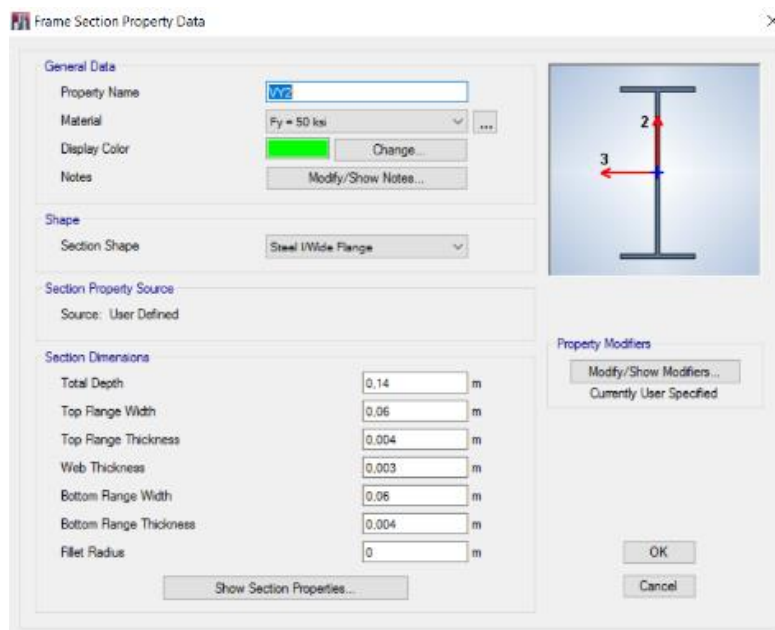 Frame Section Property Data
General Data
Property Name VY2
Material Fy = 50 ksi ...
Display Color Change...
Notes Modify/Show Notes...
Shape
Section Shape Steel I/Wide Flange
Section Property Source
Source: User Defined
Section Dimensions
Total Depth 0,14 m
Top Flange Width 0,06 m
Top Flange Thickness 0,004 m
Web Thickness 0,003 m
Bottom Flange Width 0,06 m
Bottom Flange Thickness 0,004 m
Fillet Radius 0 m
Show Section Properties...
2
3
Property Modifiers
Modify/Show Modifiers...
Currently User Specified
OK
Cancel